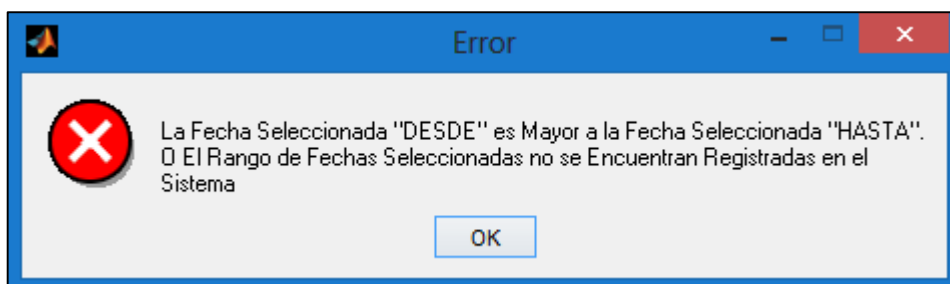 Error
La Fecha Seleccionada "DESDE" es Mayor a la Fecha Seleccionada "HASTA".
O El Rango de Fechas Seleccionadas no se Encuentran Registradas en el
Sistema
OK